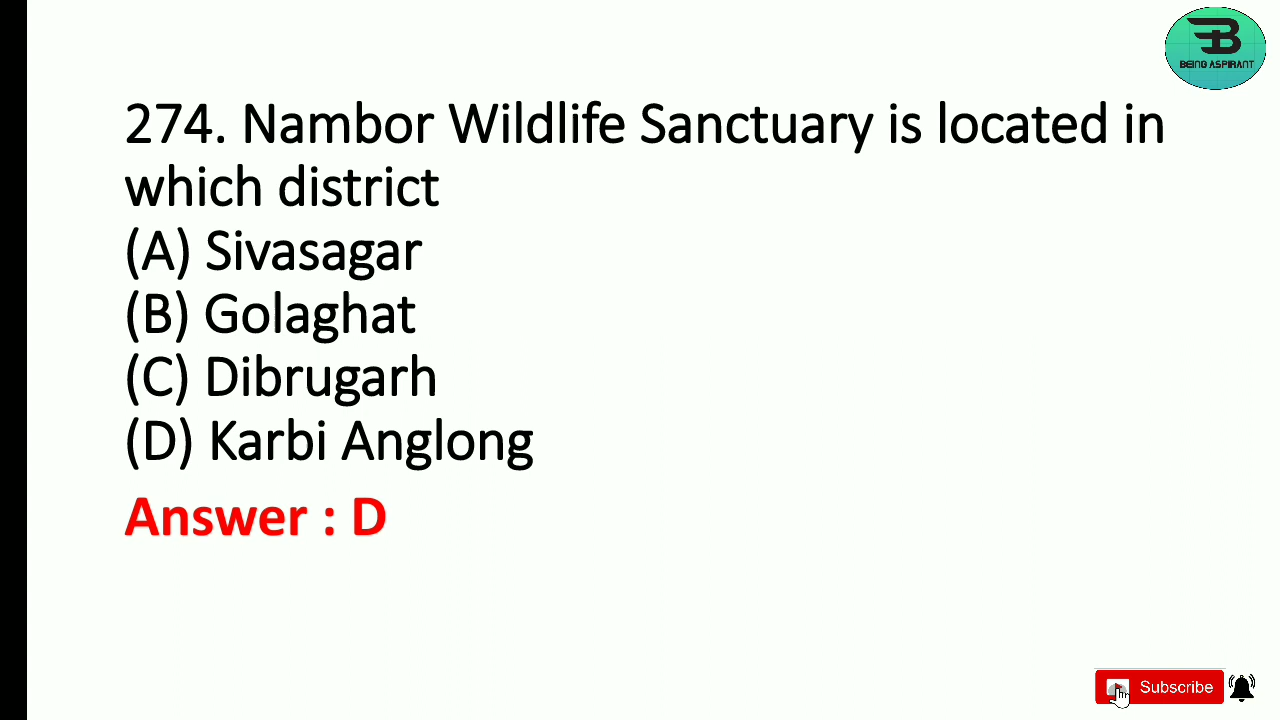 BEING ASPIRANT
274. Nambor Wildlife Sanctuary is located in
which district
(A) Sivasagar
(B) Golaghat
(C) Dibrugarh
(D) Karbi Anglong
Answer : D
Subscribe